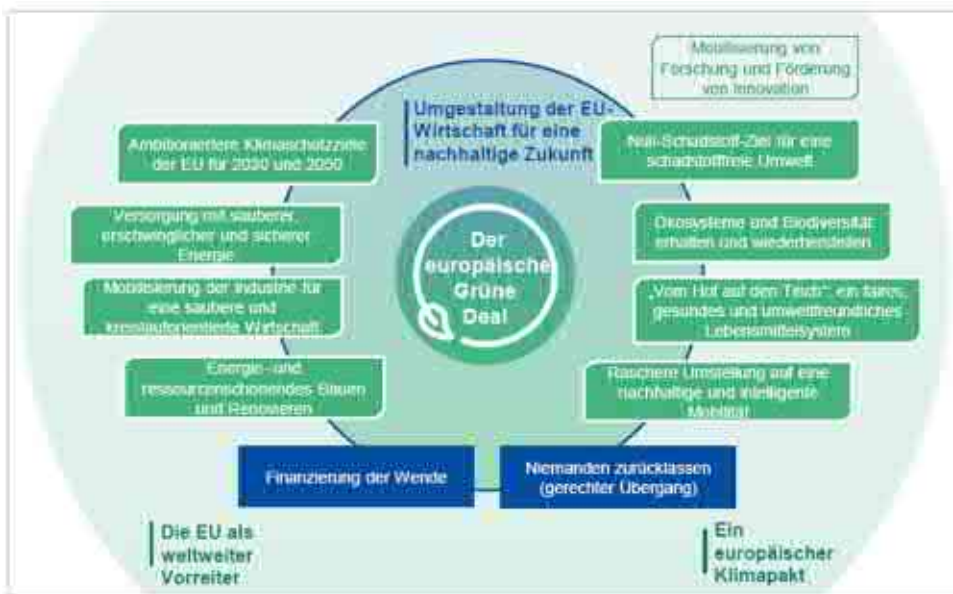 Mobilisierung von
Forschung und Förderung
von Innovation
Umgestaltung der EU-
Wirtschaft für eine
nachhaltige Zukunft
Ambitioniertere Klimaschutzziele
der EU für 2030 und 2050
Null-Schadstoff-Ziel für eine
schadstofffreie Umwelt
Versorgung mit sauberer,
erschwinglicher und sicherer
Energie
Ökosysteme und Biodiversität
erhalten und wiederherstellen
Der
europäische
Grüne
Deal
Mobilisierung der Industrie für
eine saubere und
kreislauforientierte Wirtschaft
„Vom Hof auf den Tisch“: ein faires,
gesundes und umweltfreundliches
Lebensmittelsystem
Energie- und
ressourcenschonendes Bauen
und Renovieren
Raschere Umstellung auf eine
nachhaltige und intelligente
Mobilität
Finanzierung der Wende
Niemanden zurücklassen
(gerechter Übergang)
Die EU als
weltweiter
Vorreiter
Ein
europäischer
Klimapakt